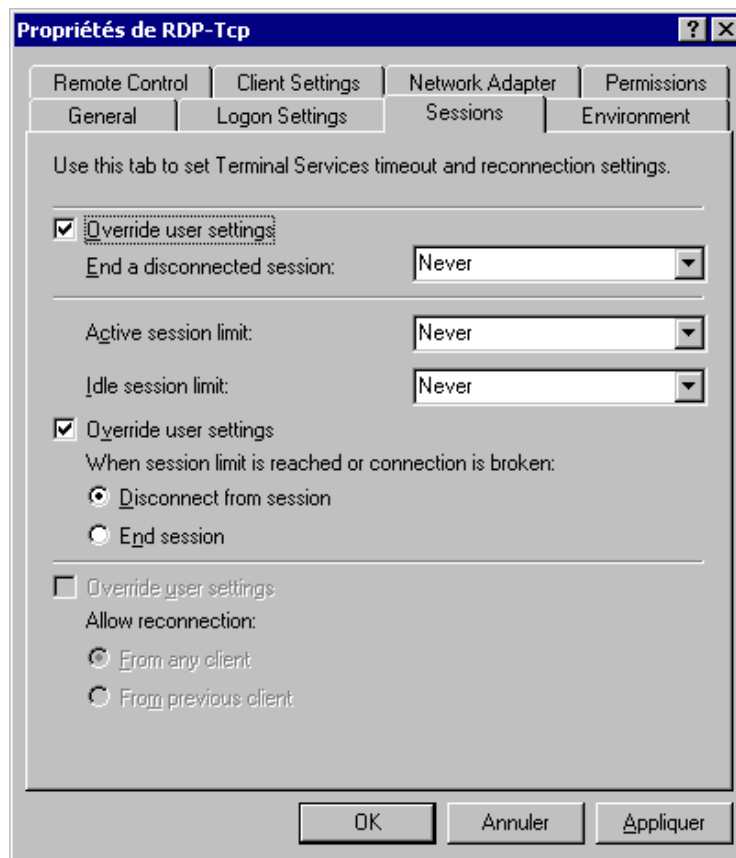 Propriétés de RDP-Tcp
Remote Control Client Settings Network Adapter Permissions
General Logon Settings Sessions Environment
Use this tab to set Terminal Services timeout and reconnection settings.
Override user settings
End a disconnected session: Never
Active session limit: Never
Idle session limit: Never
Override user settings
When session limit is reached or connection is broken:
Disconnect from session
End session
Override user settings
Allow reconnection:
From any client
From previous client
OK Annuler Appliquer